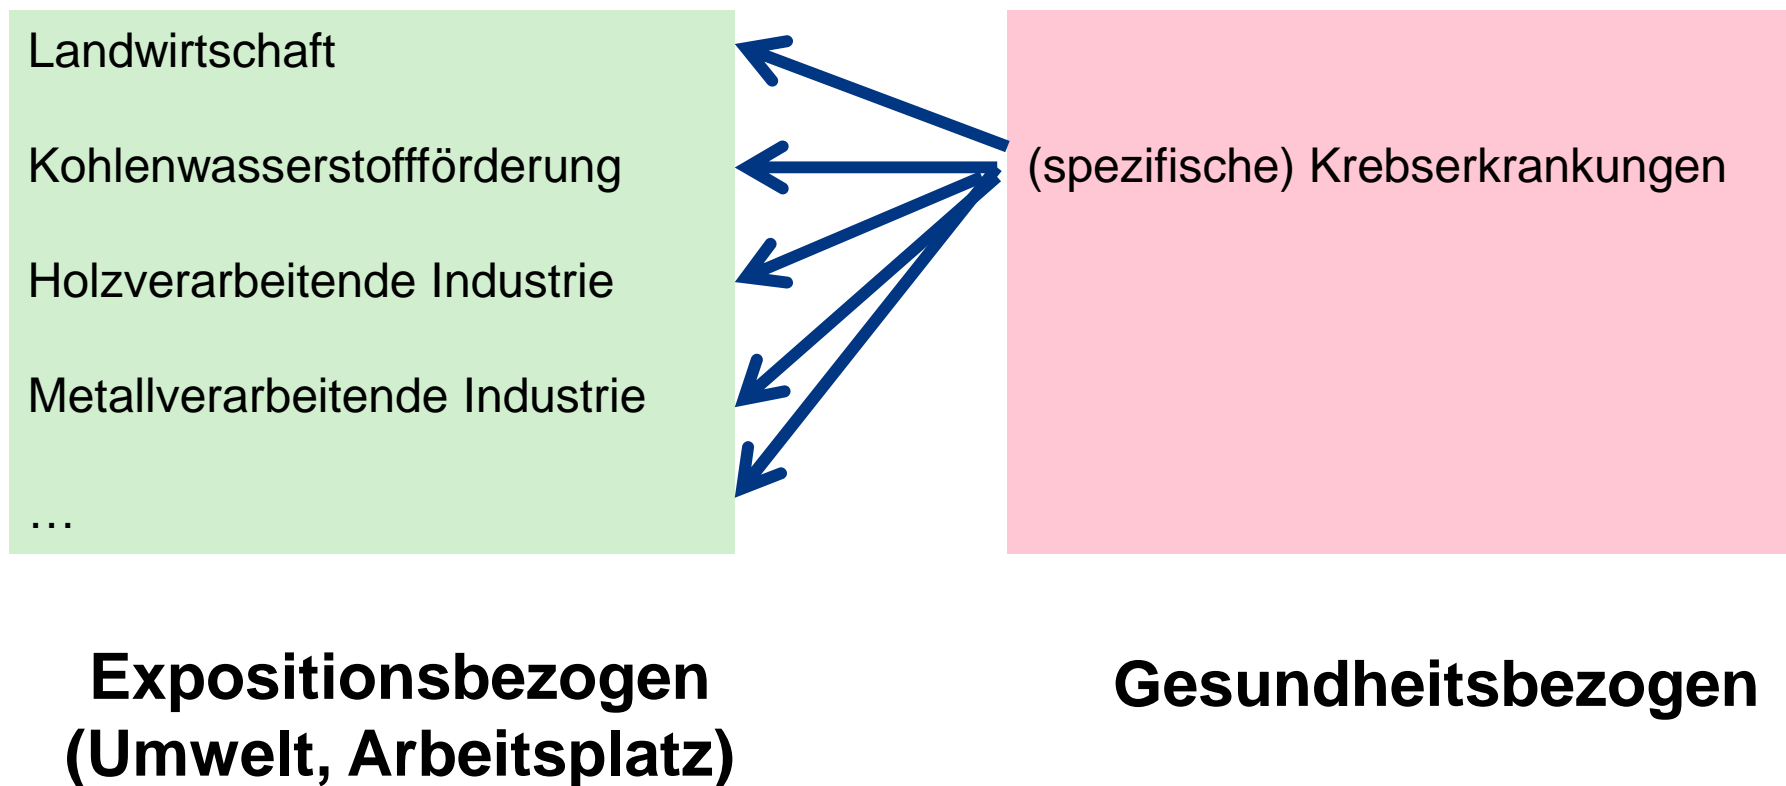 Landwirtschaft
Kohlenwasserstoffförderung
(spezifische) Krebserkrankungen
Holzverarbeitende Industrie
Metallverarbeitende Industrie
…
Expositionsbezogen
(Umwelt, Arbeitsplatz)
Gesundheitsbezogen